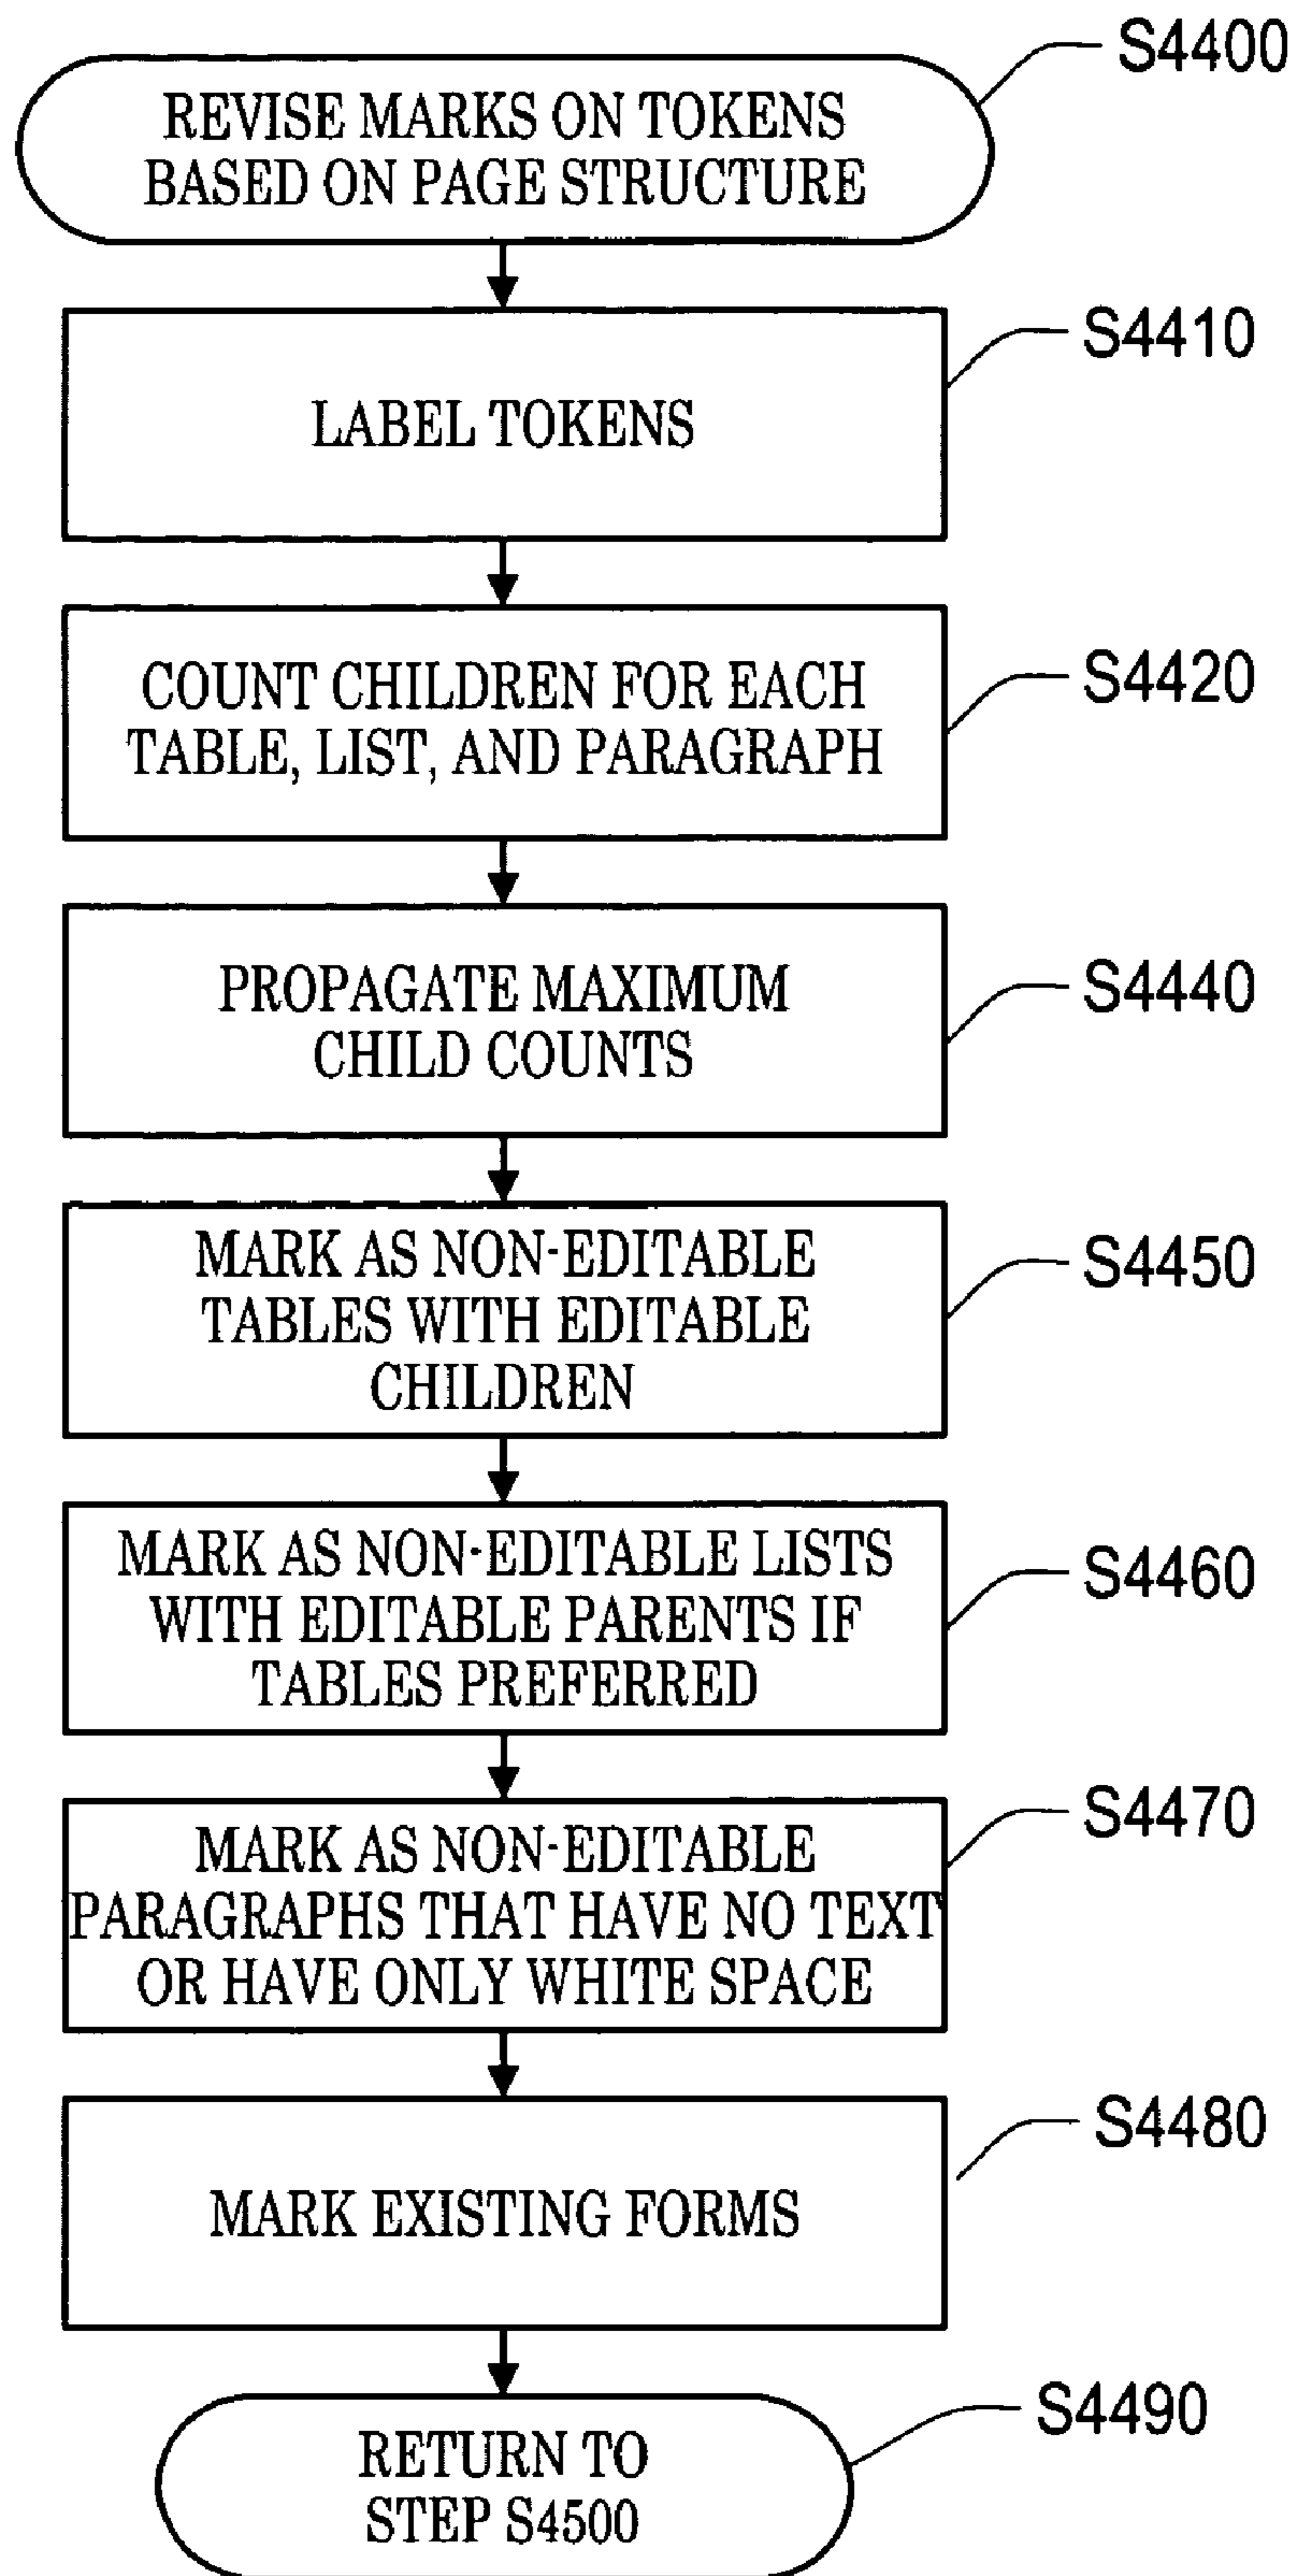 S4400
REVISE MARKS ON TOKENS
BASED ON PAGE STRUCTURE
S4410
LABEL TOKENS
S4420
COUNT CHILDREN FOR EACH
TABLE, LIST, AND PARAGRAPH
S4440
PROPAGATE MAXIMUM
CHILD COUNTS
S4450
MARK AS NON-EDITABLE
TABLES WITH EDITABLE
CHILDREN
S4460
MARK AS NON-EDITABLE LISTS
WITH EDITABLE PARENTS IF
TABLES PREFERRED
S4470
MARK AS NON-EDITABLE
PARAGRAPHS THAT HAVE NO TEXT
OR HAVE ONLY WHITE SPACE
S4480
MARK EXISTING FORMS
S4490
RETURN TO
STEP S4500